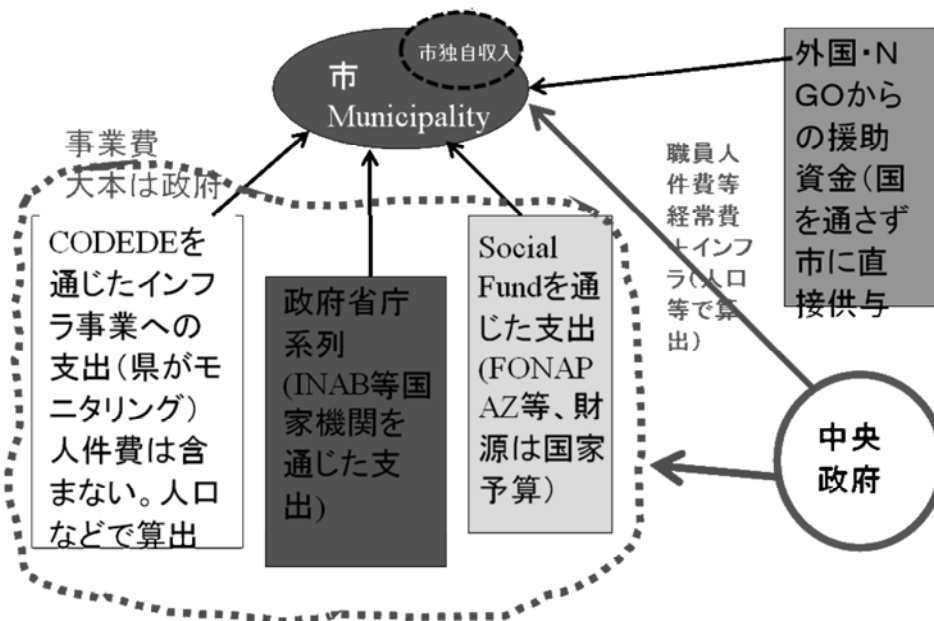 市独自収入
市
Municipality
外国・N
GOから
の援助
資金(国
を通さず
市に直
接供与
職員人
件費等
経常費
+インフ
ラ(人口
等で算
出)
事業費
大本は政府
CODEDEを
通じたインフ
ラ事業への
支出(県がモ
ニタリング)
人件費は含
まない。人口
などで算出
政府省庁
系列
(INAB等国
家機関を
通じた支
出)
Social
Fundを通
じた支出
(FONAP
AZ等、財
源は国家
予算)
中央
政府